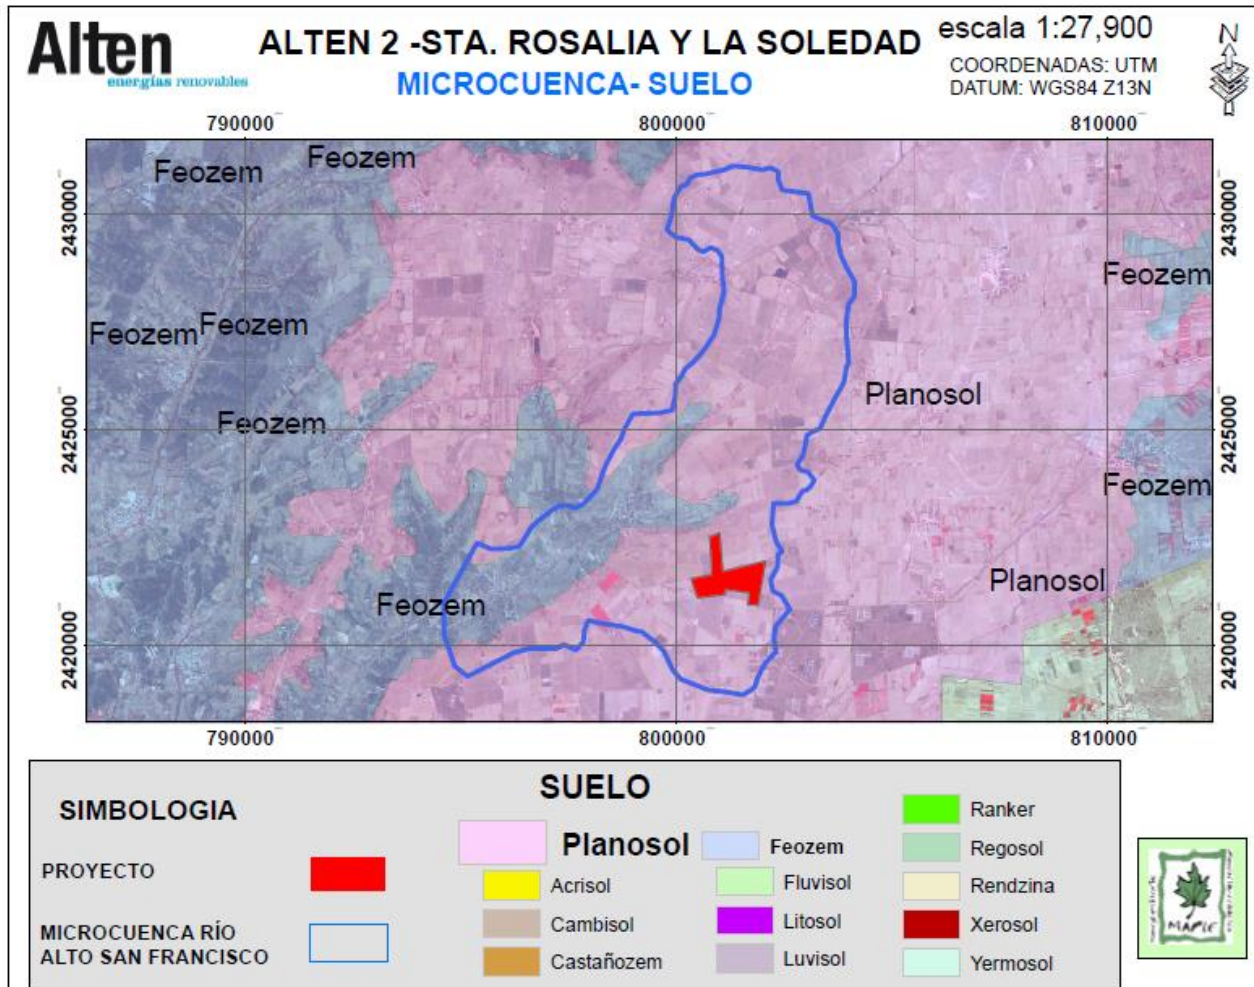 Alten
energías renovables
ALTEN 2 -STA. ROSALIA Y LA SOLEDAD
MICROCUENCA- SUELO
escala 1:27,900
COORDENADAS: UTM
DATUM: WGS84 Z13N
N
790000
800000
810000
2430000
2430000
2425000
2425000
2420000
2420000
Feozem
Feozem
Feozem
Feozem
Feozem
Feozem
Planosol
Feozem
Feozem
Planosol
Feozem
790000
800000
810000
SIMBOLOGIA
PROYECTO
MICROCUENCA RÍO
ALTO SAN FRANCISCO
SUELO
Planosol
Acrisol
Cambisol
Castañozem
Feozem
Fluvisol
Litosol
Luvisol
Ranker
Regosol
Rendzina
Xerosol
Yermosol
MAPLE